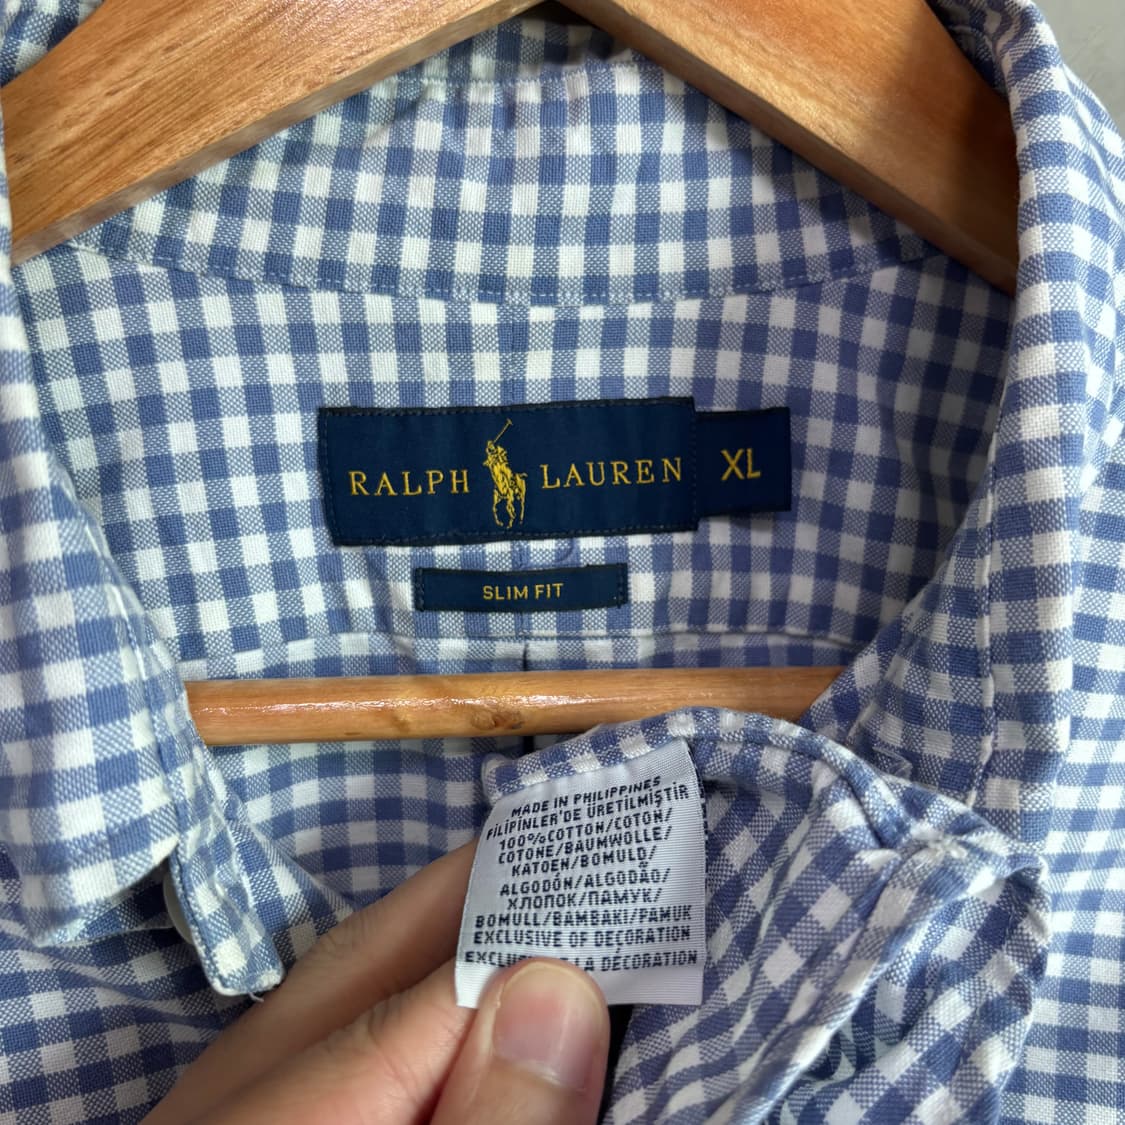 RALPH LAUREN
XL
SLIM FIT
MADE IN PHILIPPINES
FİLİPİNLER'DE ÜRETİLMİŞTİR
100%COTTON/COTON/
COTONE/BAUMWOLLE/
KATOEN/BOMULD/
ALGODÓN/ALGODÃO/
ХЛОПОК/ПАМУК/
BOMULL/BAMBAKI/PAMUK
EXCLUSIVE OF DECORATION
LA DÉCORATION